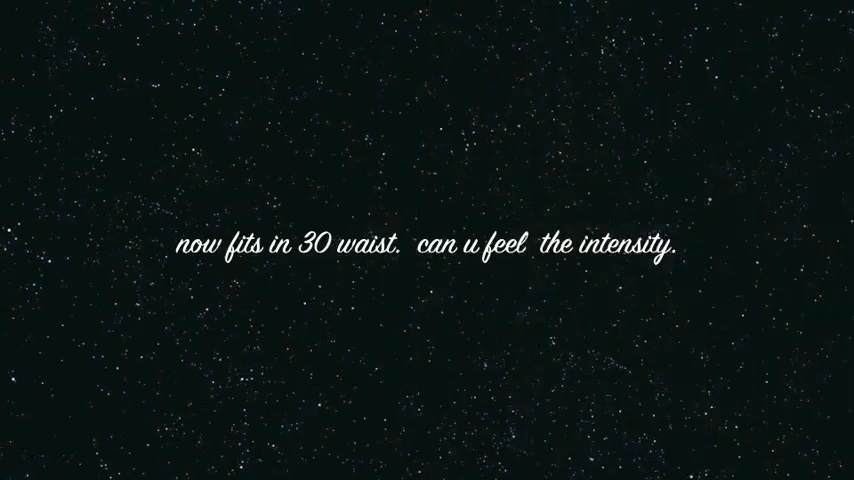 now fits in 30 waist. can u feel the intensity.